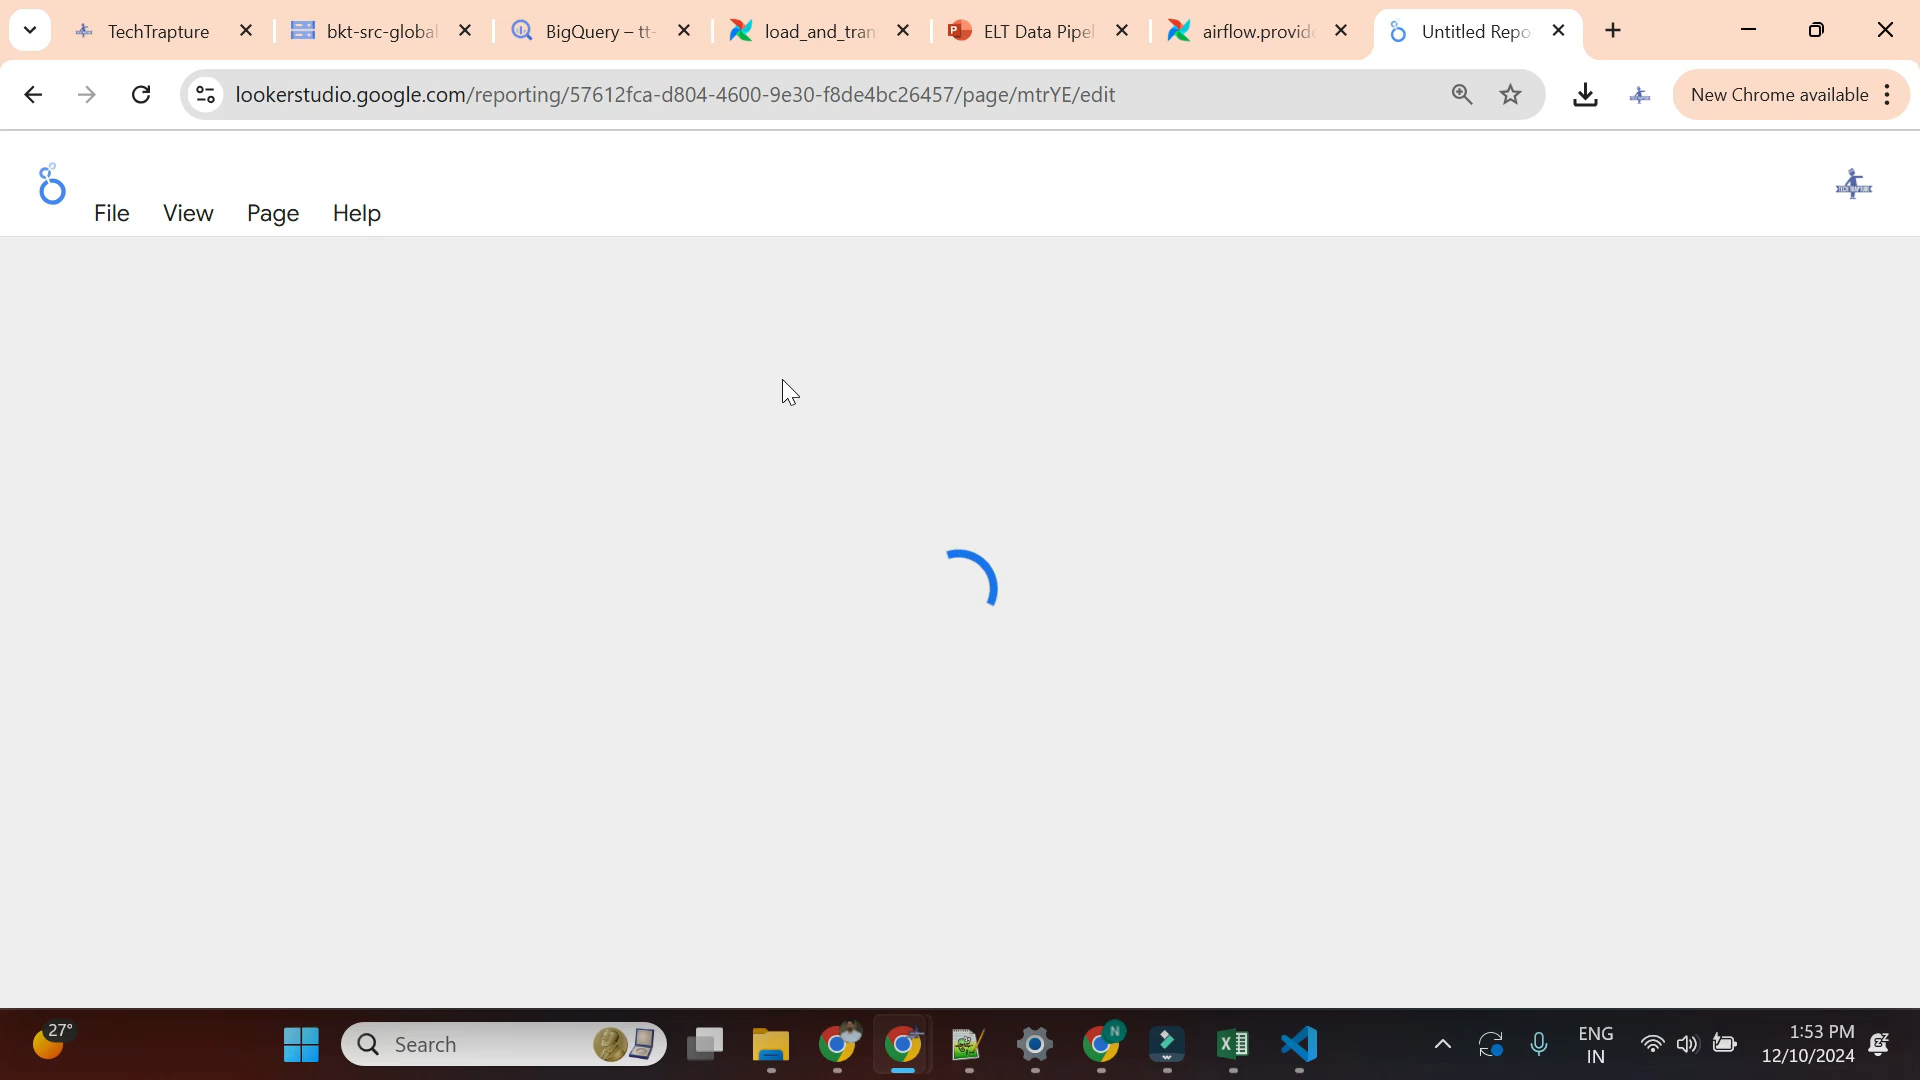 TechTrapture
bkt-src-global
BigQuery – tt-
load_and_tran
ELT Data Pipel
airflow.provid
Untitled Repo
lookerstudio.google.com/reporting/57612fca-d804-4600-9e30-f8de4bc26457/page/mtrYE/edit
New Chrome available
File View Page Help
27°
Search
N
ENG
IN
1:53 PM
12/10/2024